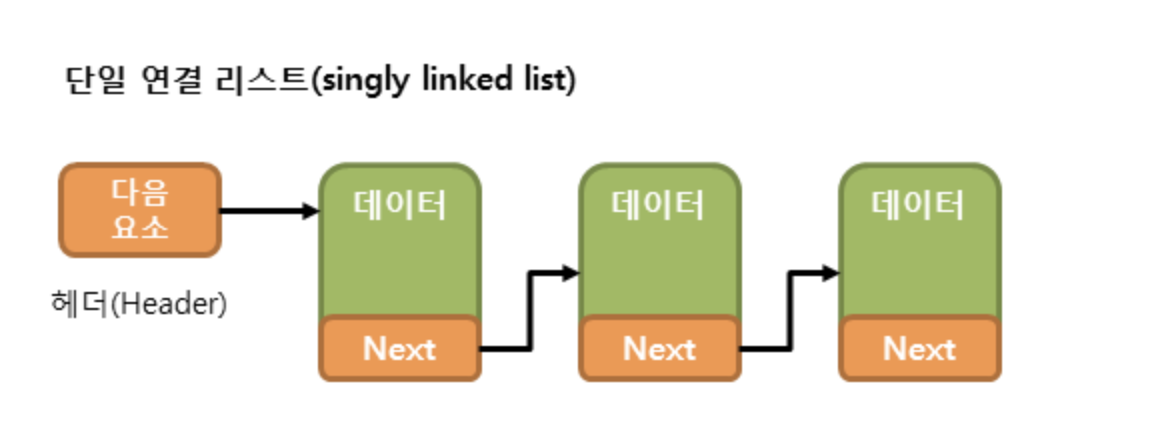 단일 연결 리스트(singly linked list)
다음
요소
데이터
데이터
데이터
헤더(Header)
Next
Next
Next